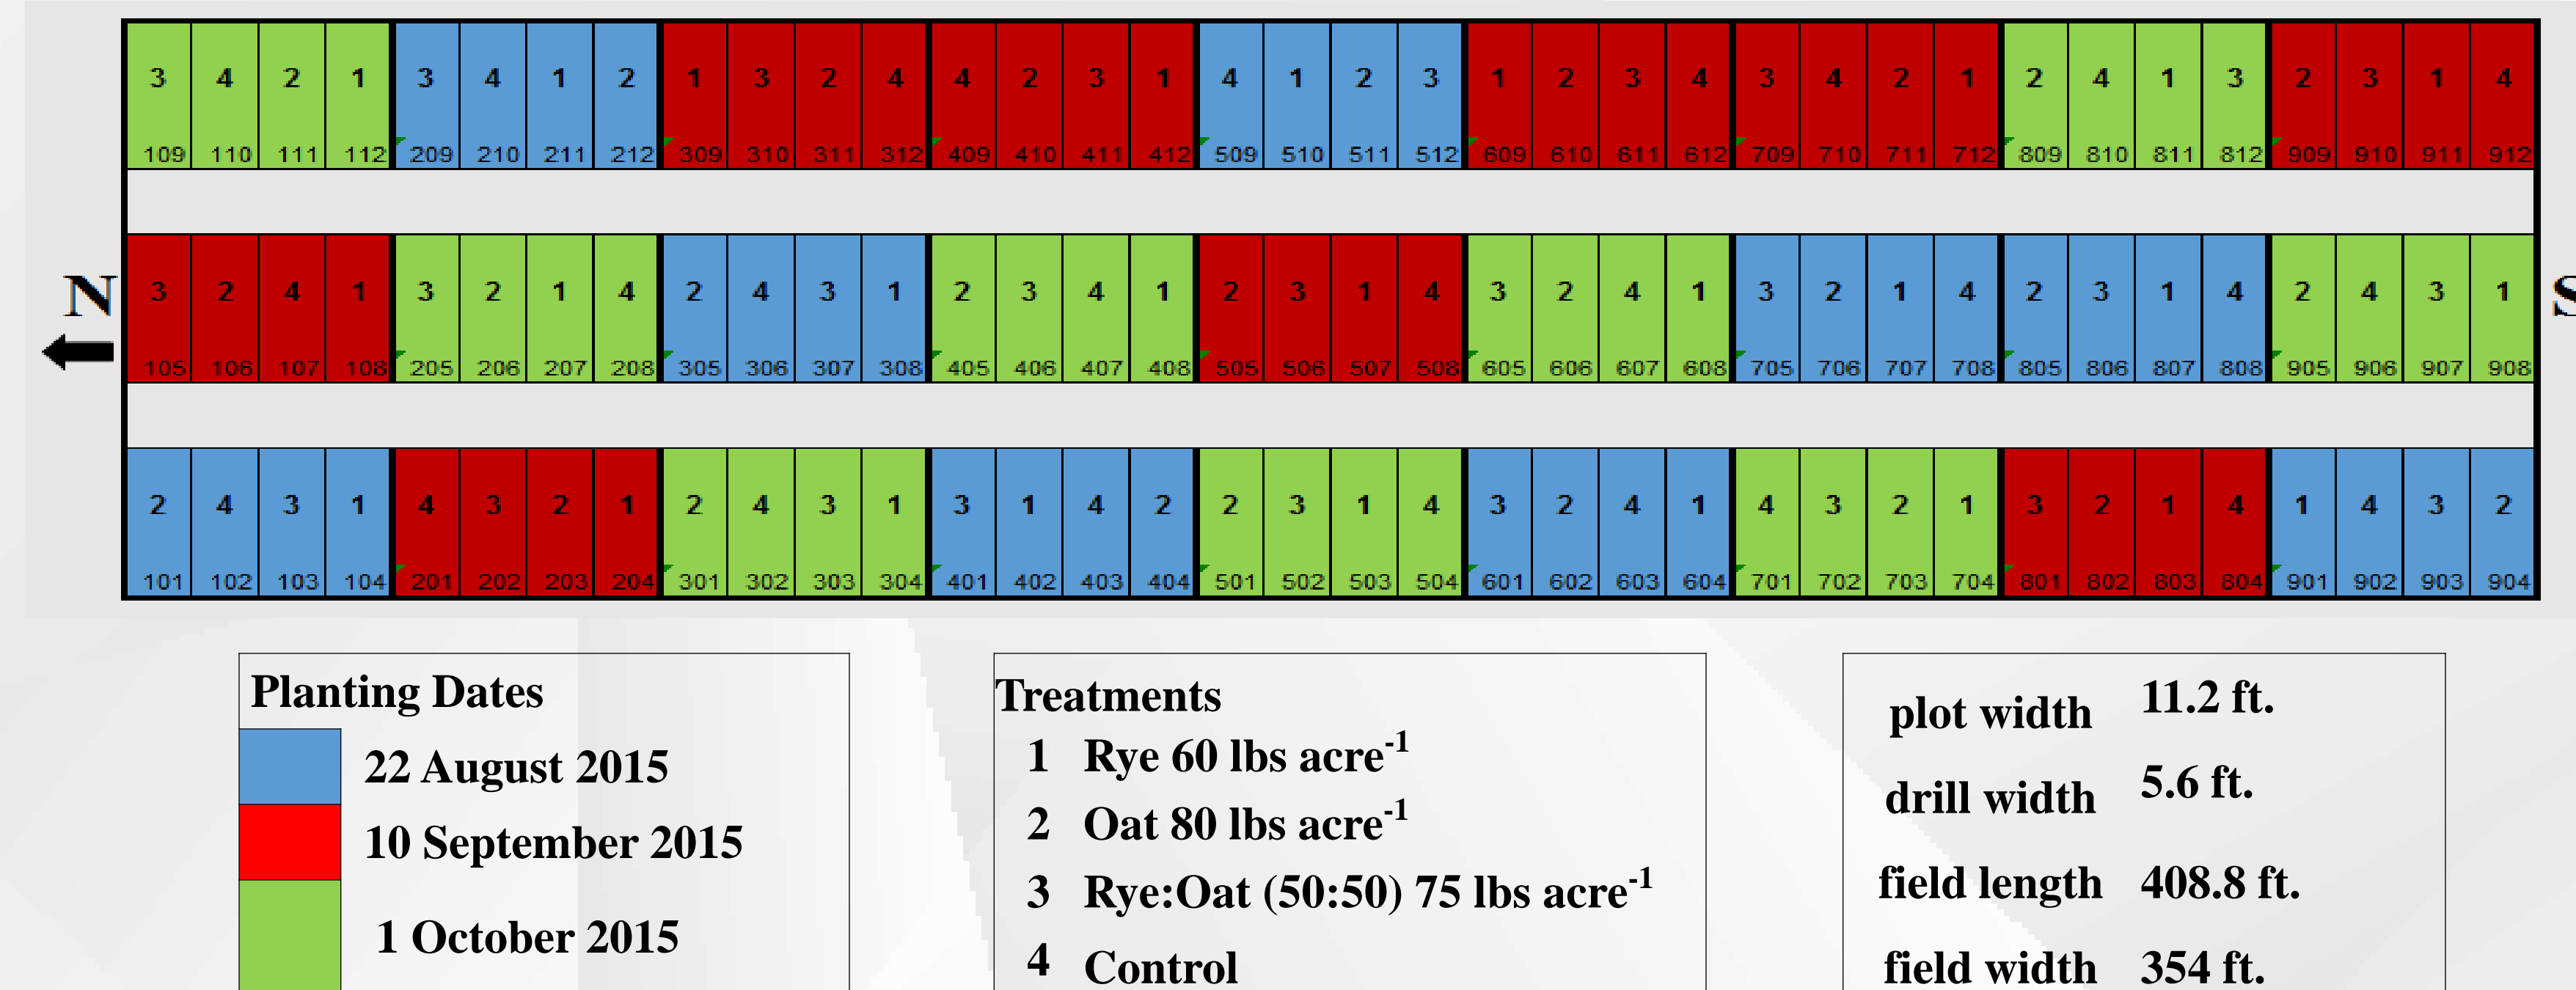 3 4 2 1 3 4 1 2 1 3 2 4 4 2 3 1 4 1 2 3 1 2 3 4 3 4 2 1 2 4 1 3 2 3 1 4
109 110 111 112 209 210 211 212 309 310 311 312 409 410 411 412 509 510 511 512 609 610 611 612 709 710 711 712 809 810 811 812 909 910 911 912
N 3 2 4 1 3 2 1 4 2 4 3 1 2 3 4 1 2 3 1 4 3 2 4 1 3 2 1 4 2 3 1 4 2 4 3 1 S
105 106 107 108 205 206 207 208 305 306 307 308 405 406 407 408 505 506 507 508 605 606 607 608 705 706 707 708 805 806 807 808 905 906 907 908
2 4 3 1 4 3 2 1 2 4 3 1 3 1 4 2 2 3 1 4 3 2 4 1 4 3 2 1 3 2 1 4 1 4 3 2
101 102 103 104 201 202 203 204 301 302 303 304 401 402 403 404 501 502 503 504 601 602 603 604 701 702 703 704 801 802 803 804 901 902 903 904
Planting Dates
22 August 2015
10 September 2015
1 October 2015
Treatments
1 Rye 60 lbs acre⁻¹
2 Oat 80 lbs acre⁻¹
3 Rye:Oat (50:50) 75 lbs acre⁻¹
4 Control
plot width 11.2 ft.
drill width 5.6 ft.
field length 408.8 ft.
field width 354 ft.